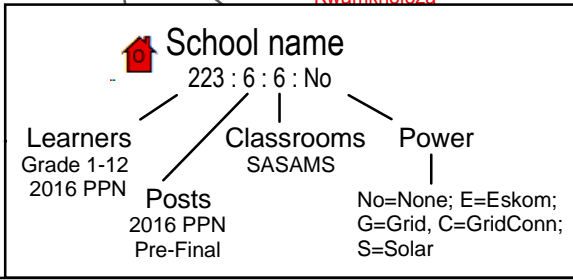 School name
223 : 6 : 6 : No
Learners
Grade 1-12
2016 PPN
Posts
2016 PPN
Pre-Final
Classrooms
SASAMS
Power
No=None; E=Eskom;
G=Grid, C=GridConn;
S=Solar